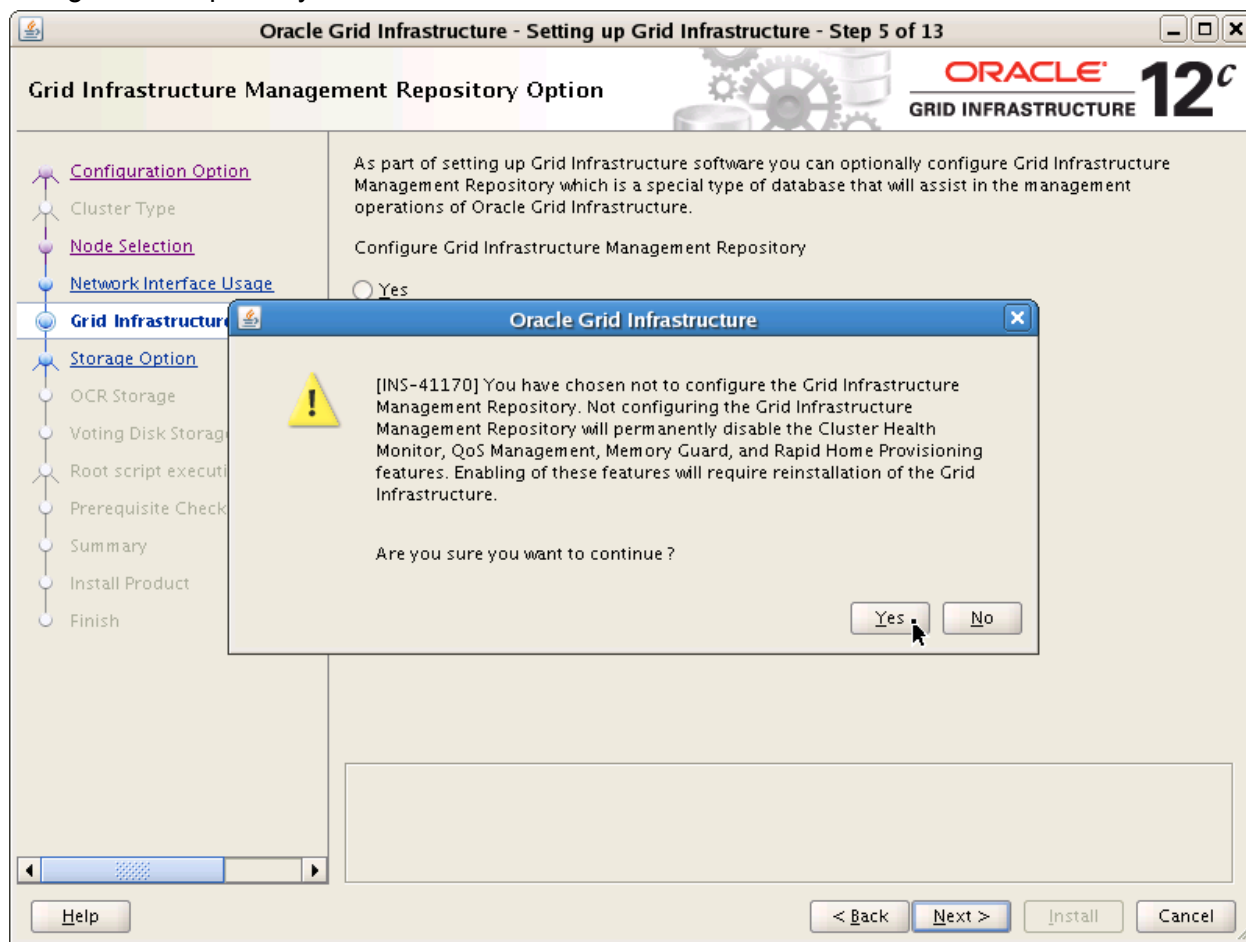 Oracle Grid Infrastructure - Setting up Grid Infrastructure - Step 5 of 13
Grid Infrastructure Management Repository Option
ORACLE
GRID INFRASTRUCTURE
12c
Configuration Option
Cluster Type
Node Selection
Network Interface Usage
Grid Infrastructure
Storage Option
OCR Storage
Voting Disk Storage
Root script executi
Prerequisite Check
Summary
Install Product
Finish
As part of setting up Grid Infrastructure software you can optionally configure Grid Infrastructure
Management Repository which is a special type of database that will assist in the management
operations of Oracle Grid Infrastructure.
Configure Grid Infrastructure Management Repository
Yes
Oracle Grid Infrastructure
[INS-41170] You have chosen not to configure the Grid Infrastructure
Management Repository. Not configuring the Grid Infrastructure
Management Repository will permanently disable the Cluster Health
Monitor, QoS Management, Memory Guard, and Rapid Home Provisioning
features. Enabling of these features will require reinstallation of the Grid
Infrastructure.
Are you sure you want to continue ?
Yes
No
Help
< Back
Next >
Install
Cancel